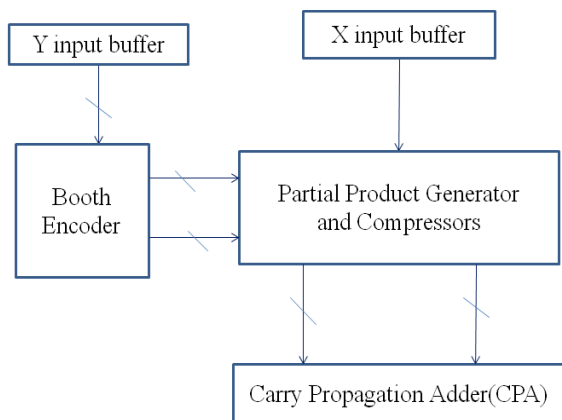 Y input buffer
X input buffer
Booth
Encoder
Partial Product Generator
and Compressors
Carry Propagation Adder(CPA)